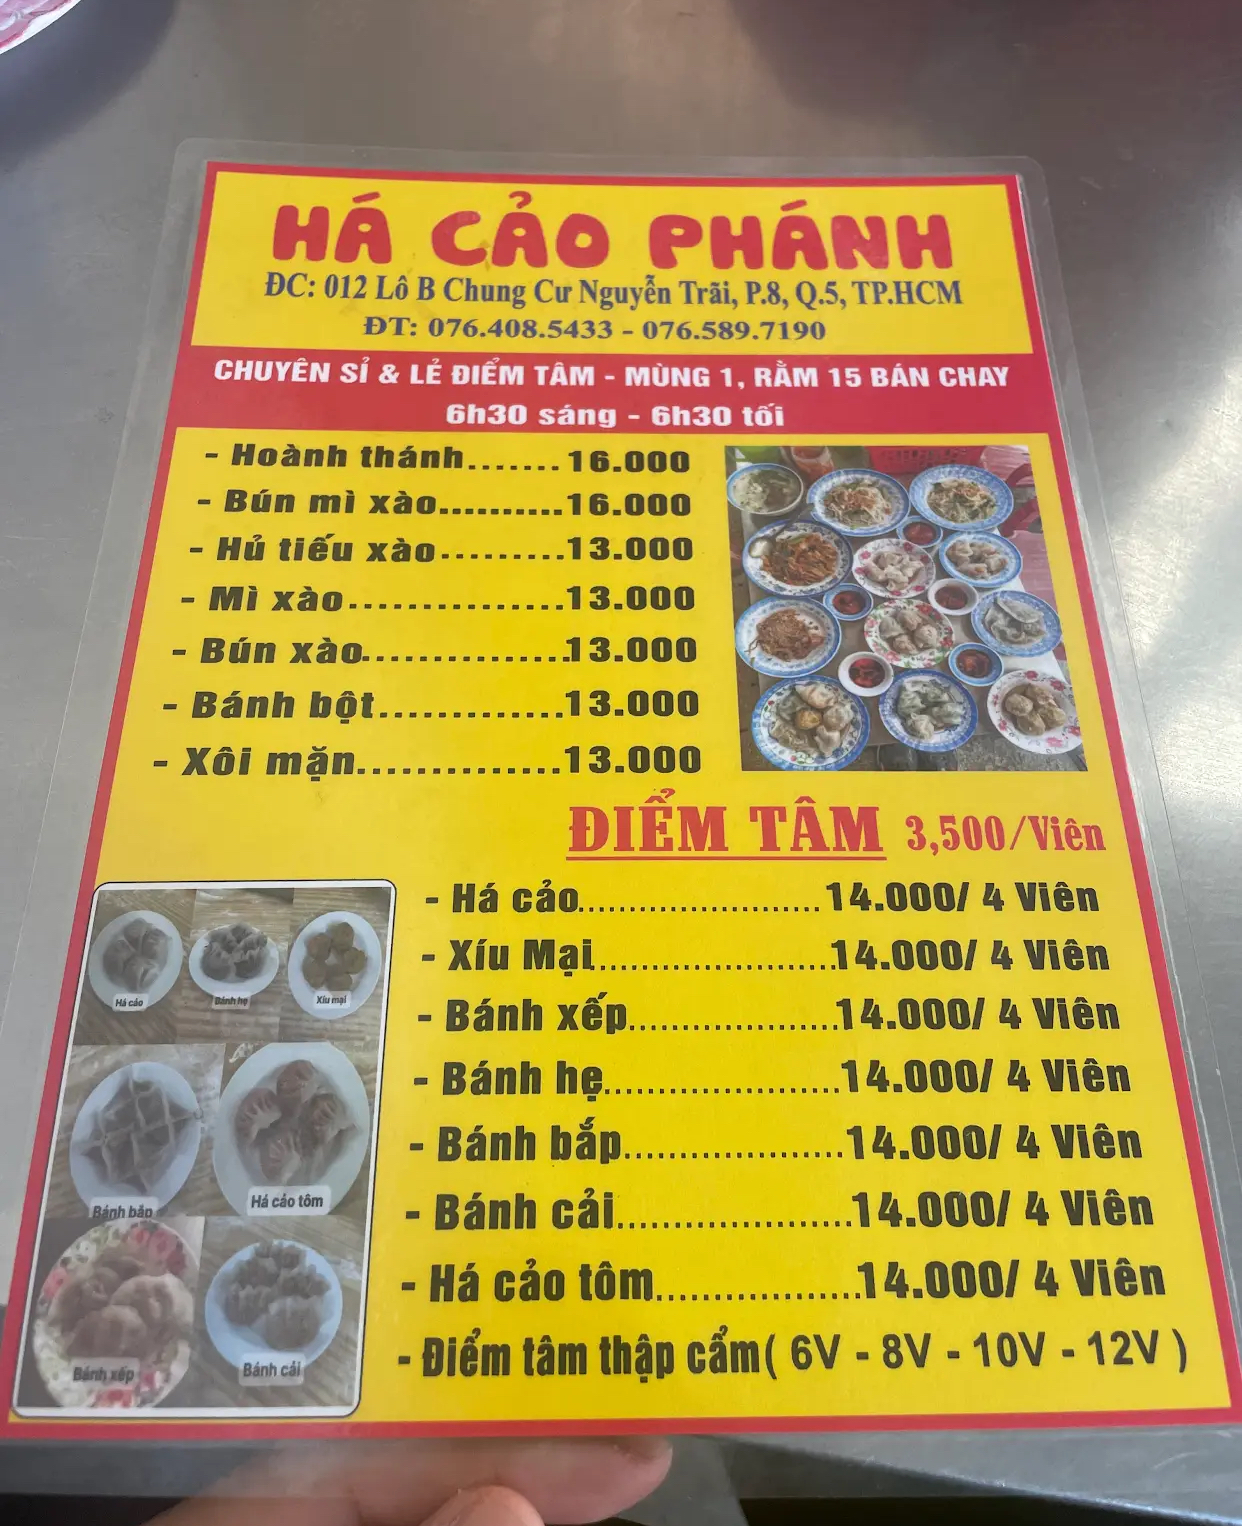 HÁ CẢO PHÁNH
ĐC: 012 Lô B Chung Cư Nguyễn Trãi, P.8, Q.5, TP.HCM
ĐT: 076.408.5433 - 076.589.7190
CHUYÊN SỈ & LẺ ĐIỂM TÂM - MÙNG 1, RẰM 15 BÁN CHAY
6h30 sáng - 6h30 tối
- Hoành thánh.......16.000
- Bún mì xào..........16.000
- Hủ tiếu xào.........13.000
- Mì xào...............13.000
- Bún xào................13.000
- Bánh bột.............13.000
- Xôi mặn..............13.000
ĐIỂM TÂM 3,500/Viên
- Há cảo.......................14.000/ 4 Viên
- Xíu Mại.......................14.000/ 4 Viên
- Bánh xếp....................14.000/ 4 Viên
- Bánh hẹ......................14.000/ 4 Viên
- Bánh bắp.....................14.000/ 4 Viên
- Bánh cải......................14.000/ 4 Viên
- Há cảo tôm..................14.000/ 4 Viên
- Điểm tâm thập cẩm( 6V - 8V - 10V - 12V )
Há cảo
Bánh hẹ
Xíu mại
Bánh bắp
Há cảo tôm
Bánh xếp
Bánh cải